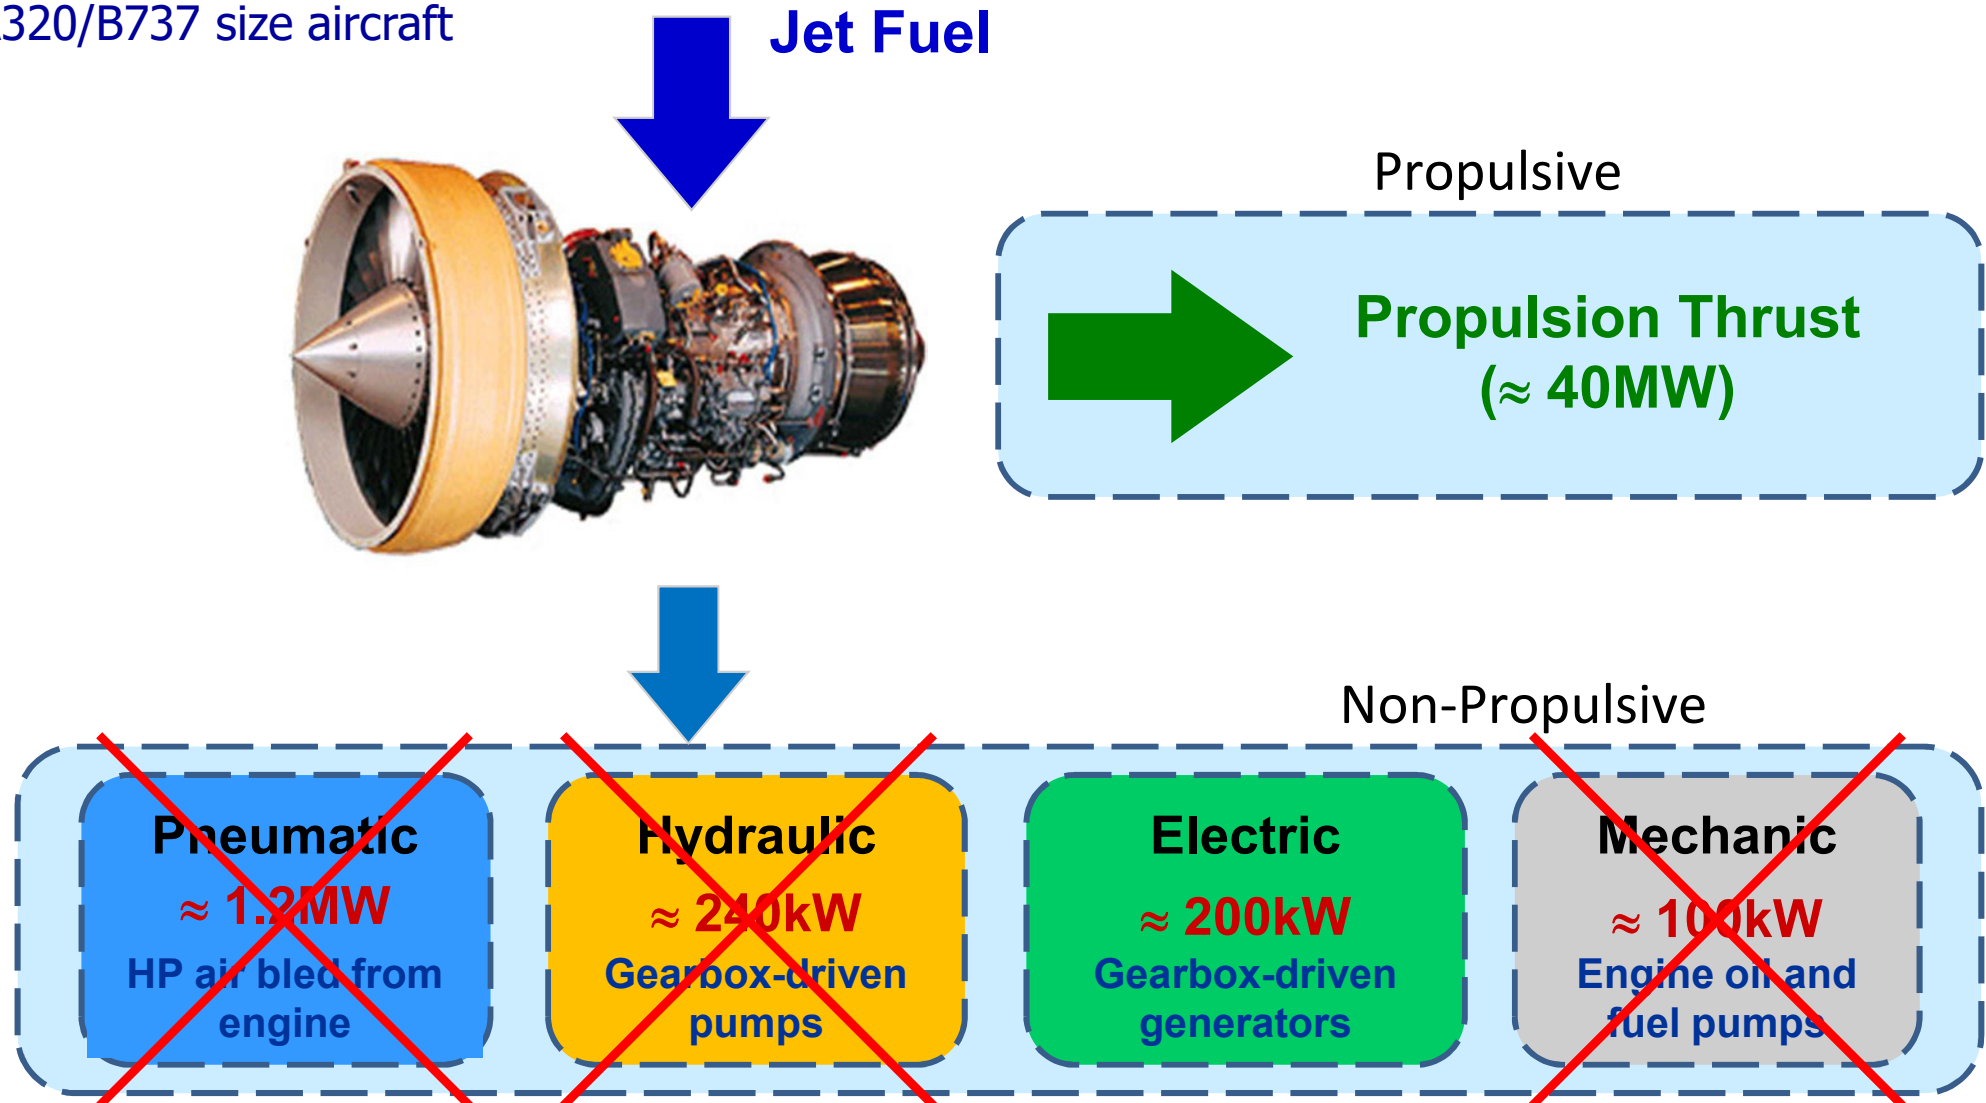 320/B737 size aircraft
Jet Fuel
Propulsive
Propulsion Thrust
(≈ 40MW)
Non-Propulsive
Pneumatic
≈ 1.2MW
HP air bled from
engine
Hydraulic
≈ 240kW
Gearbox-driven
pumps
Electric
≈ 200kW
Gearbox-driven
generators
Mechanic
≈ 100kW
Engine oil and
fuel pumps